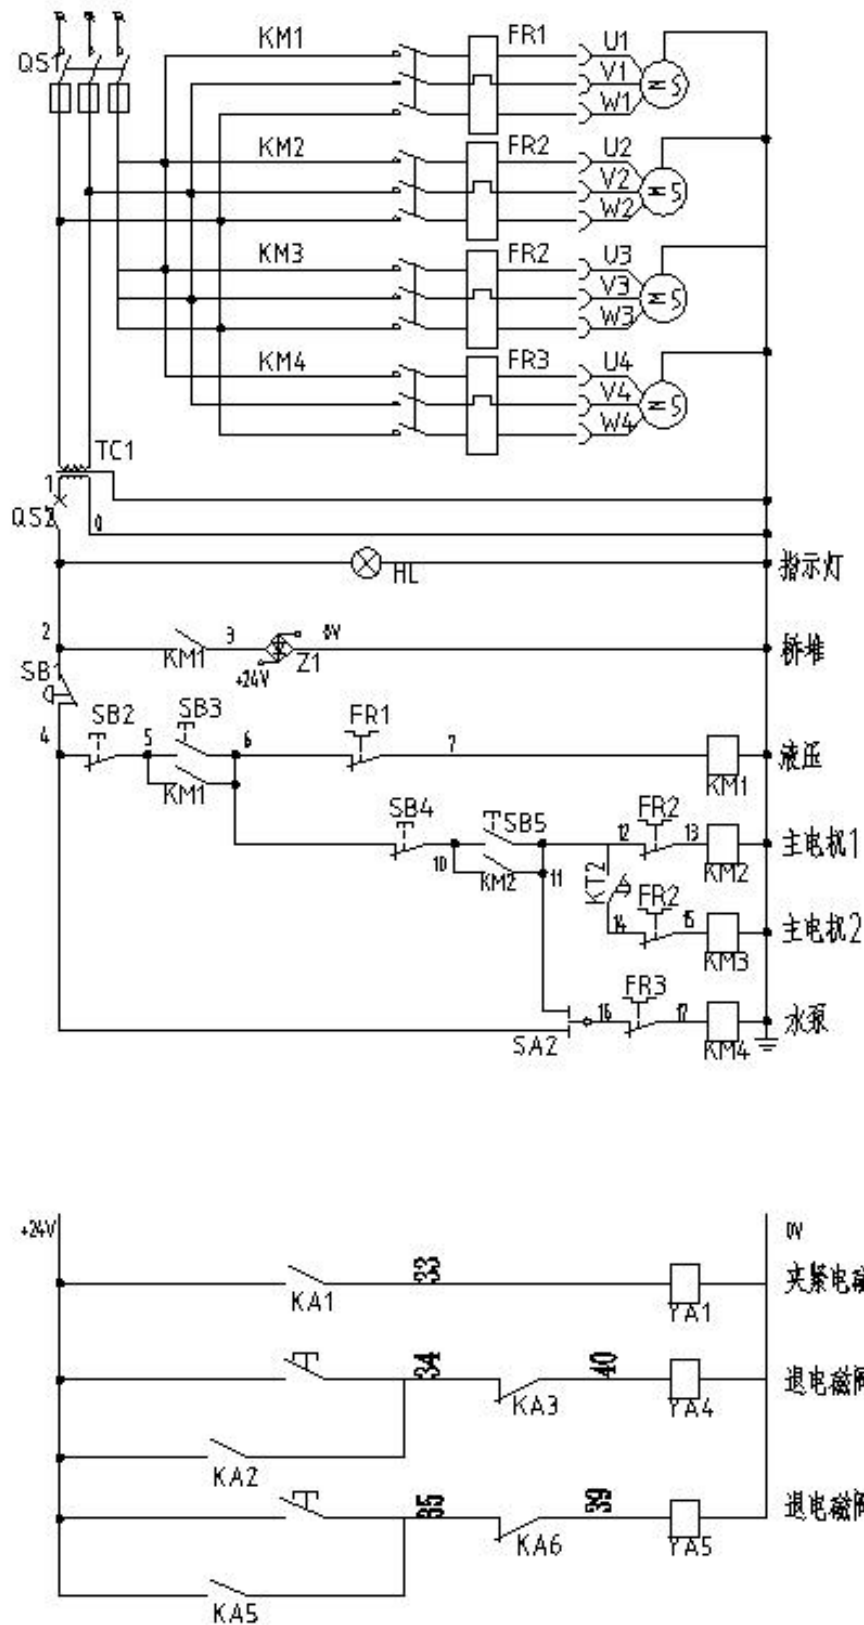 KM1 FR1 U1
QS1 V1
M S
W1
KM2 FR2 U2
V2
M S
W2
KM3 FR2 U3
V3
M S
W3
KM4 FR3 U4
V4
M S
W4
TC1
1
QS2 0
HL 指示灯
2 3 0V
KM1 Z1 桥堆
+24V
SB1
SB2 SB3 FR1
4 5 6 7 液压
KM1 KM1
SB4 SB5 FR2
12 13 主电机1
10 KM2 11 KT2 KM2
FR2
14 15 主电机2
KM3
FR3
16 17 水泵
SA2 KM4
+24V 0V
33 夹紧电磁
KA1 YA1
34 40 退电磁阀
KA3 YA4
KA2
35 39 退电磁阀
KA6 YA5
KA5